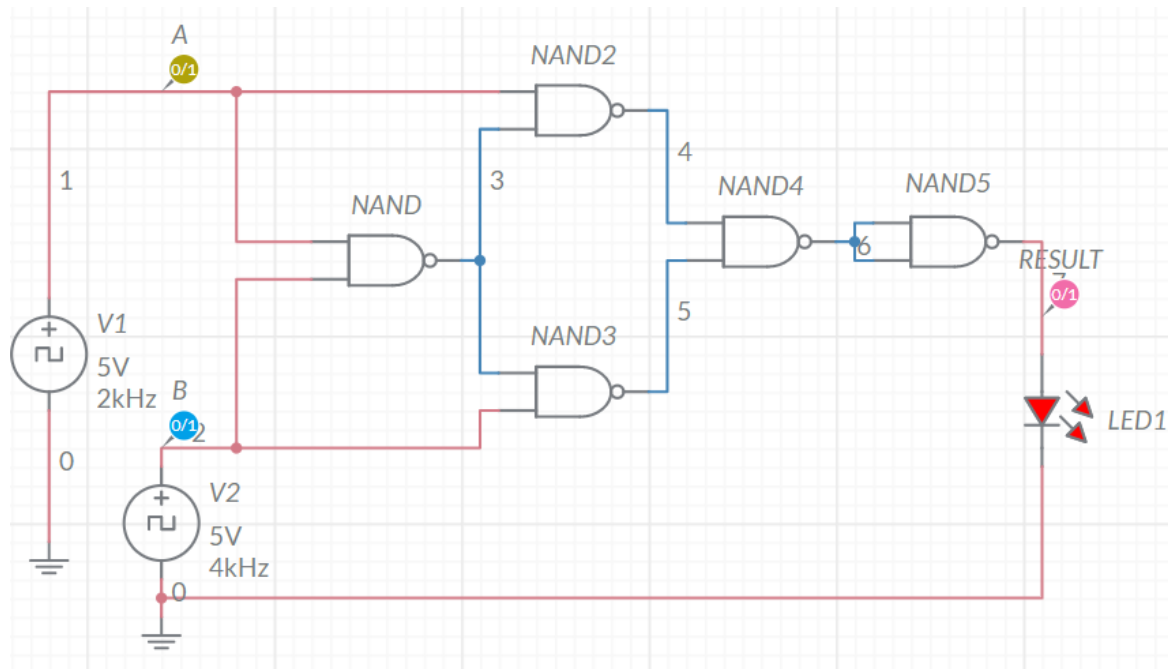 A
0/1
NAND2
1
3
4
NAND
NAND4
NAND5
6
RESULT
0/1
V1
5V
2kHz
B
0/1
2
5
NAND3
0
LED1
V2
5V
4kHz
0